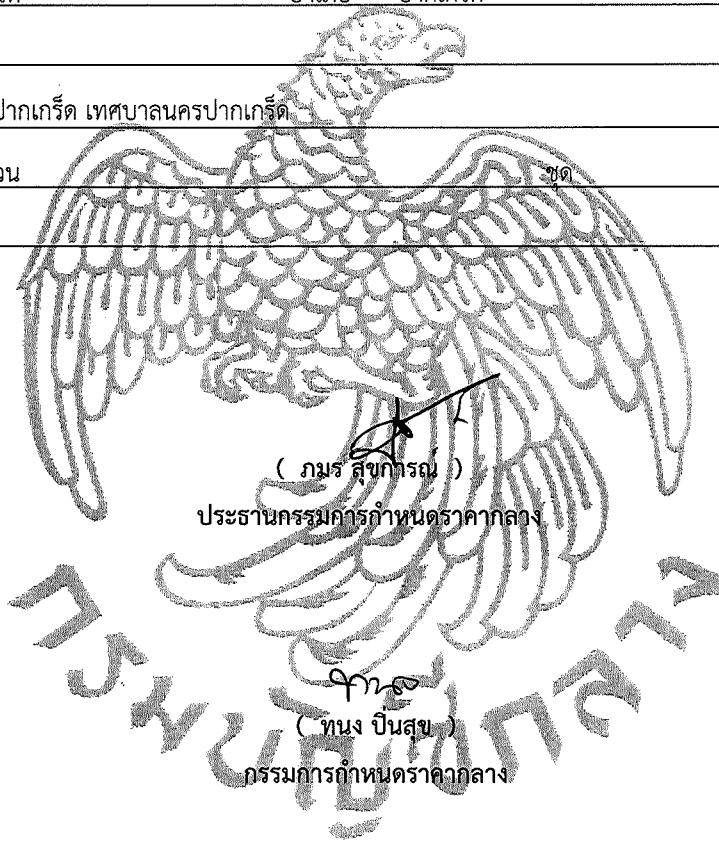 ปากเกร็ด เทศบาลนครปากเกร็ด
ชุด
( ภมร สุขการณ์ )
ประธานกรรมการกำหนดราคากลาง
( ทนง ปิ่นสุข )
กรรมการกำหนดราคากลาง
กรมบัญชีกลาง